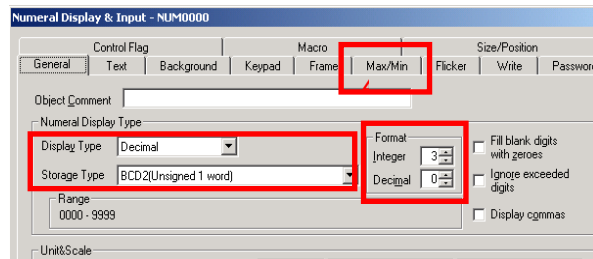 Numeral Display & Input - NUM0000
Control Flag Macro Size/Position
General Text Background Keypad Frame Max/Min Flicker Write Passwor
Object Comment
Numeral Display Type
Display Type Decimal
Storage Type BCD2(Unsigned 1 word)
Range
0000 - 9999
Format
Integer 3
Decimal 0
Fill blank digits
with zeroes
Ignore exceeded
digits
Display commas
Unit&Scale